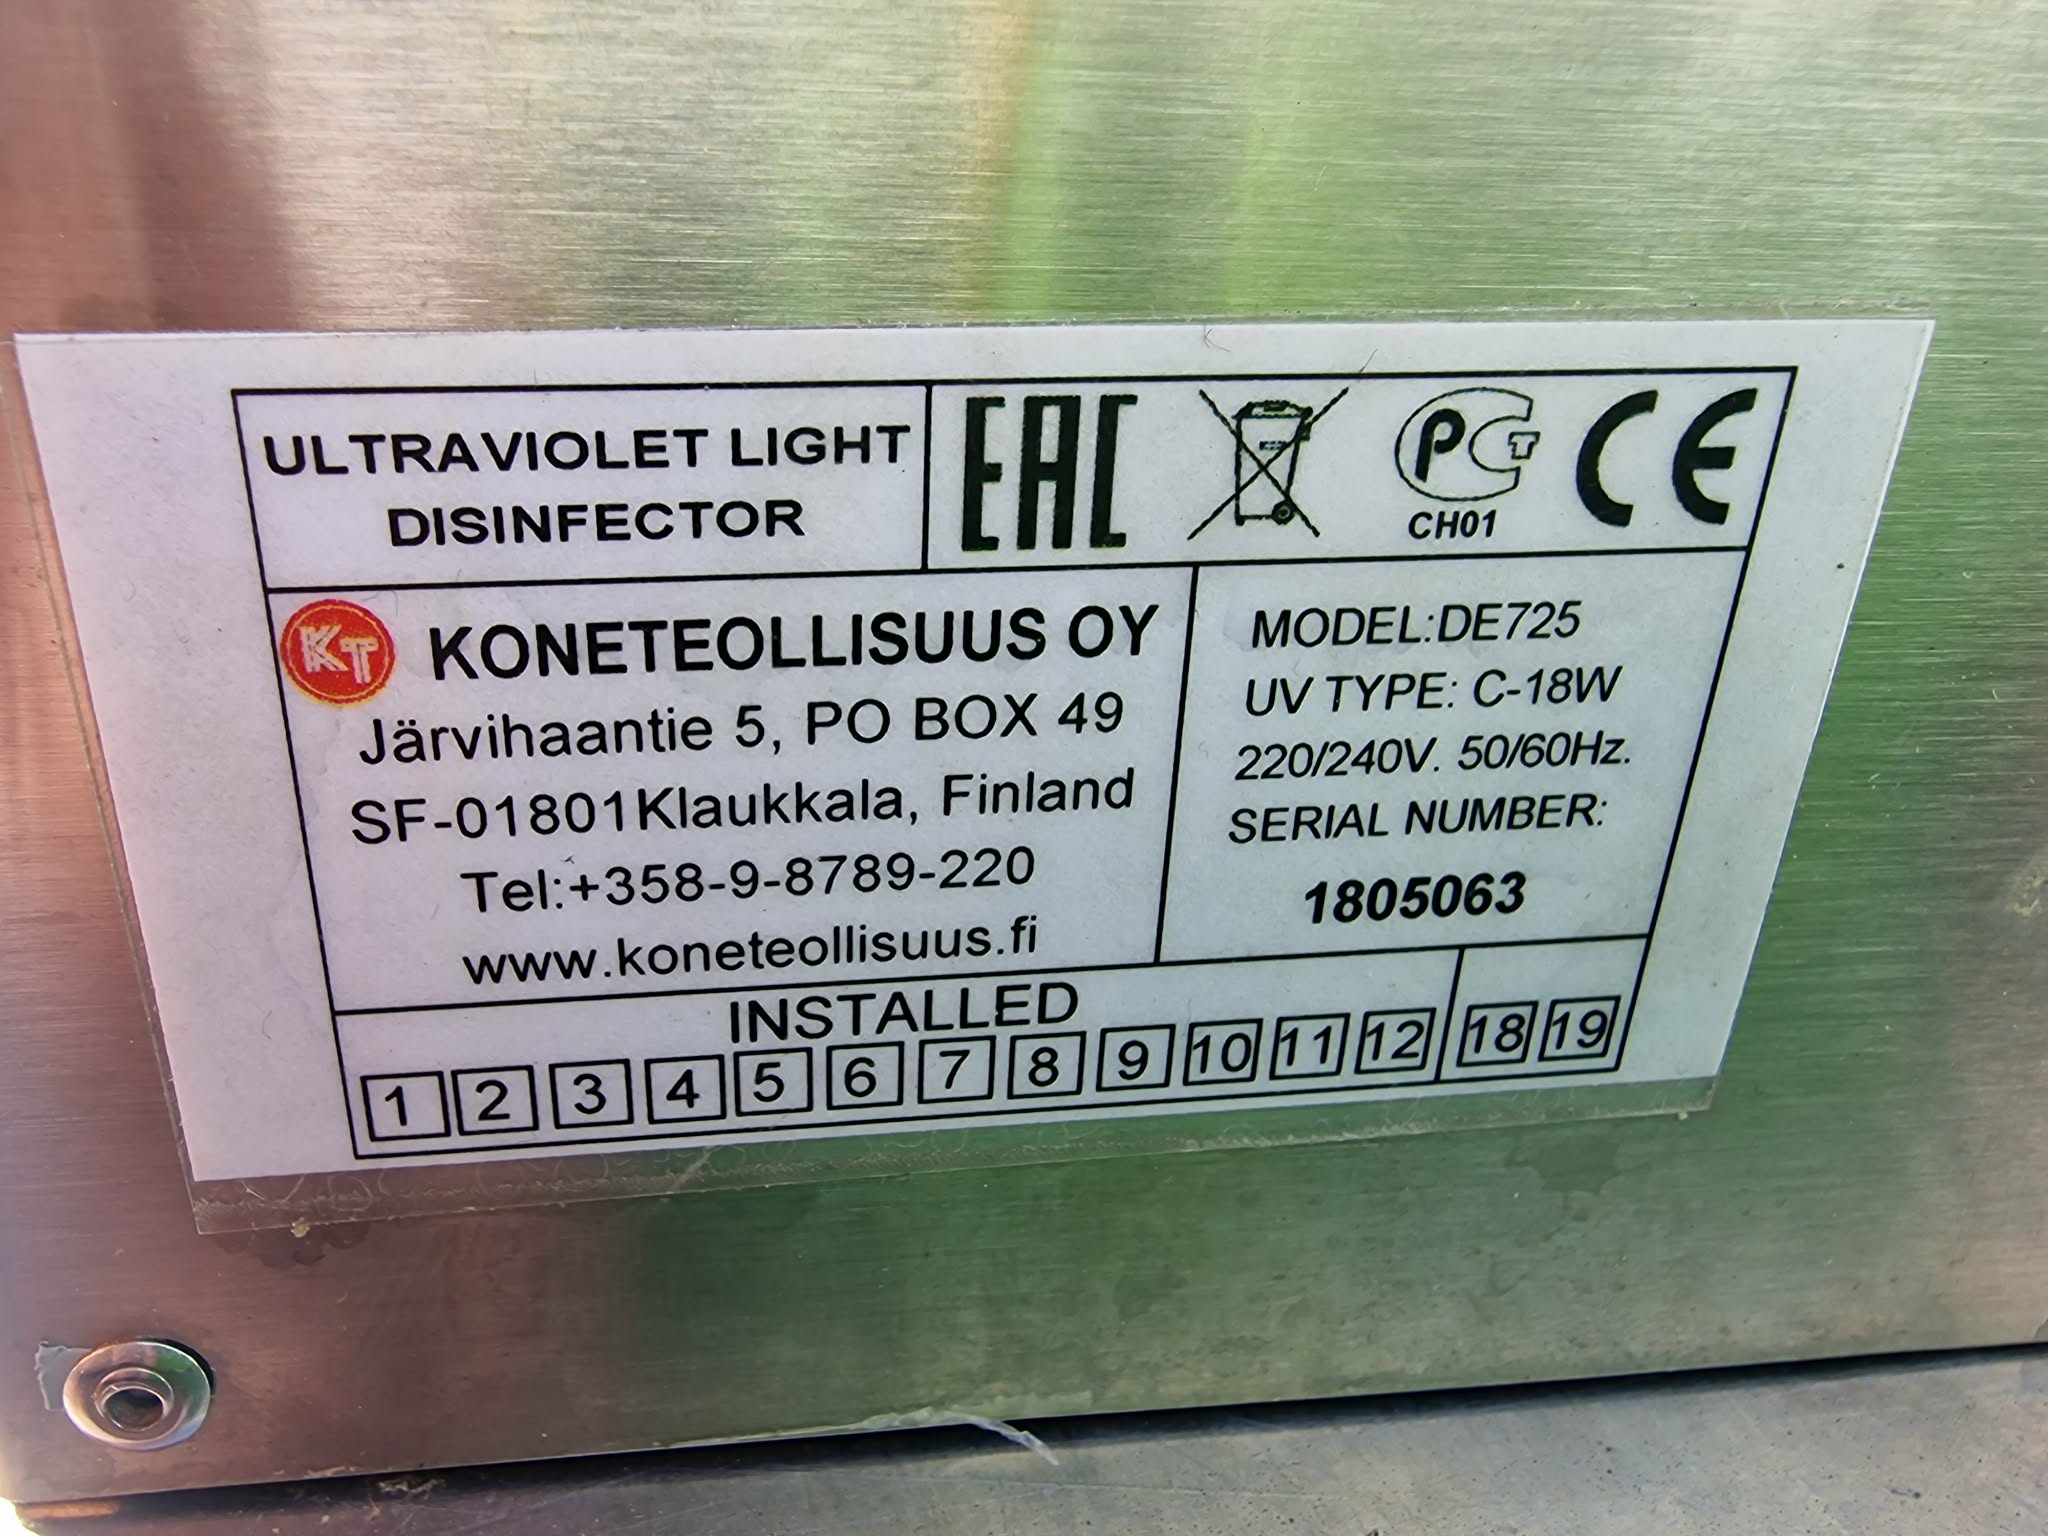 ULTRAVIOLET LIGHT
DISINFECTOR
EAC
PCT
CH01
CE
KT
KONETEOLLISUUS OY
Järvihaantie 5, PO BOX 49
SF-01801Klaukkala, Finland
Tel:+358-9-8789-220
www.koneteollisuus.fi
MODEL:DE725
UV TYPE: C-18W
220/240V. 50/60Hz.
SERIAL NUMBER:
1805063
INSTALLED
1 2 3 4 5 6 7 8 9 10 11 12 18 19